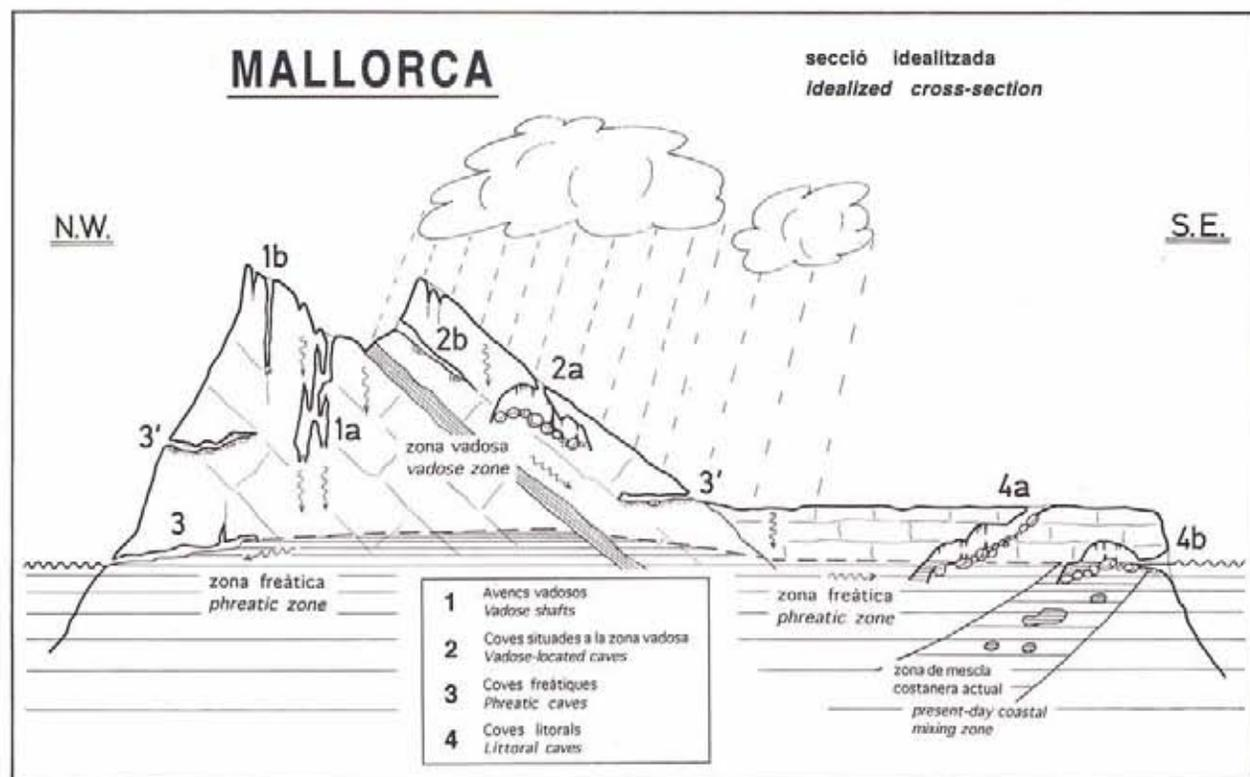 MALLORCA
secció idealitzada
idealized cross-section
N.W.
S.E.
1b
2b
2a
3'
1a
zona vadosa
vadose zone
3'
4a
3
4b
zona freàtica
phreatic zone
zona freàtica
phreatic zone
1 Avencs vadosos
Vadose shafts
2 Coves situades a la zona vadosa
Vadose-located caves
3 Coves freàtiques
Phreatic caves
4 Coves litorals
Littoral caves
zona de mescla
costanera actual
present-day coastal
mixing zone